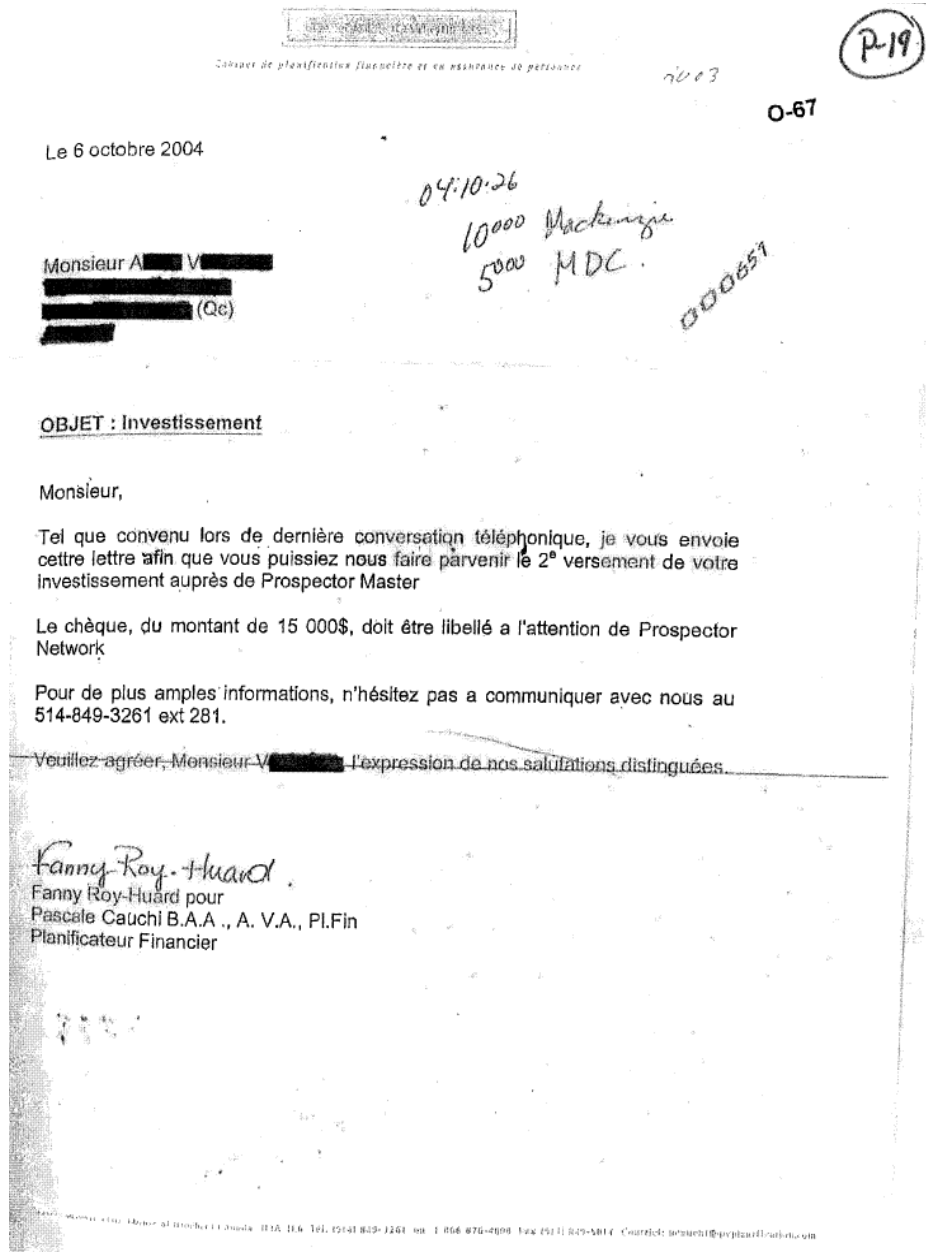 Cabinet de planification financière et en assurance de personnes
P-19
O-67
Le 6 octobre 2004
04.10.26
10000 Mackenzie
5000 MDC.
000651
Monsieur A V
(Qc)
OBJET : Investissement
Monsieur,
Tel que convenu lors de dernière conversation téléphonique, je vous envoie
cettre lettre afin que vous puissiez nous faire parvenir le 2e versement de votre
investissement auprès de Prospector Master
Le chèque, du montant de 15 000$, doit être libellé a l'attention de Prospector
Network
Pour de plus amples informations, n'hésitez pas a communiquer avec nous au
514-849-3261 ext 281.
Veuillez agréer, Monsieur V l'expression de nos salutations distinguées.
Fanny Roy-Huard.
Fanny Roy-Huard pour
Pascale Cauchi B.A.A ., A. V.A., Pl.Fin
Planificateur Financier
Tél. (514) 849-3261